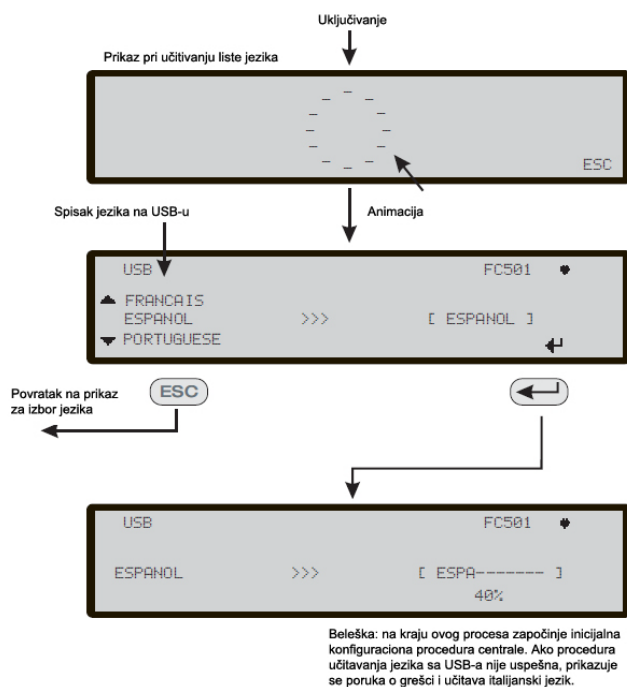 Uključivanje
Prikaz pri učitivanju liste jezika
ESC
Spisak jezika na USB-u
Animacija
USB FC501
FRANCAIS
ESPANOL >>> [ ESPANOL ]
PORTUGUESE
Povratak na prikaz
za izbor jezika
ESC
USB FC501
ESPANOL >>> [ ESPA------- ]
40%
Beleška: na kraju ovog procesa započinje inicijalna
konfiguraciona procedura centrale. Ako procedura
učitavanja jezika sa USB-a nije uspešna, prikazuje
se poruka o grešci i učitava italijanski jezik.